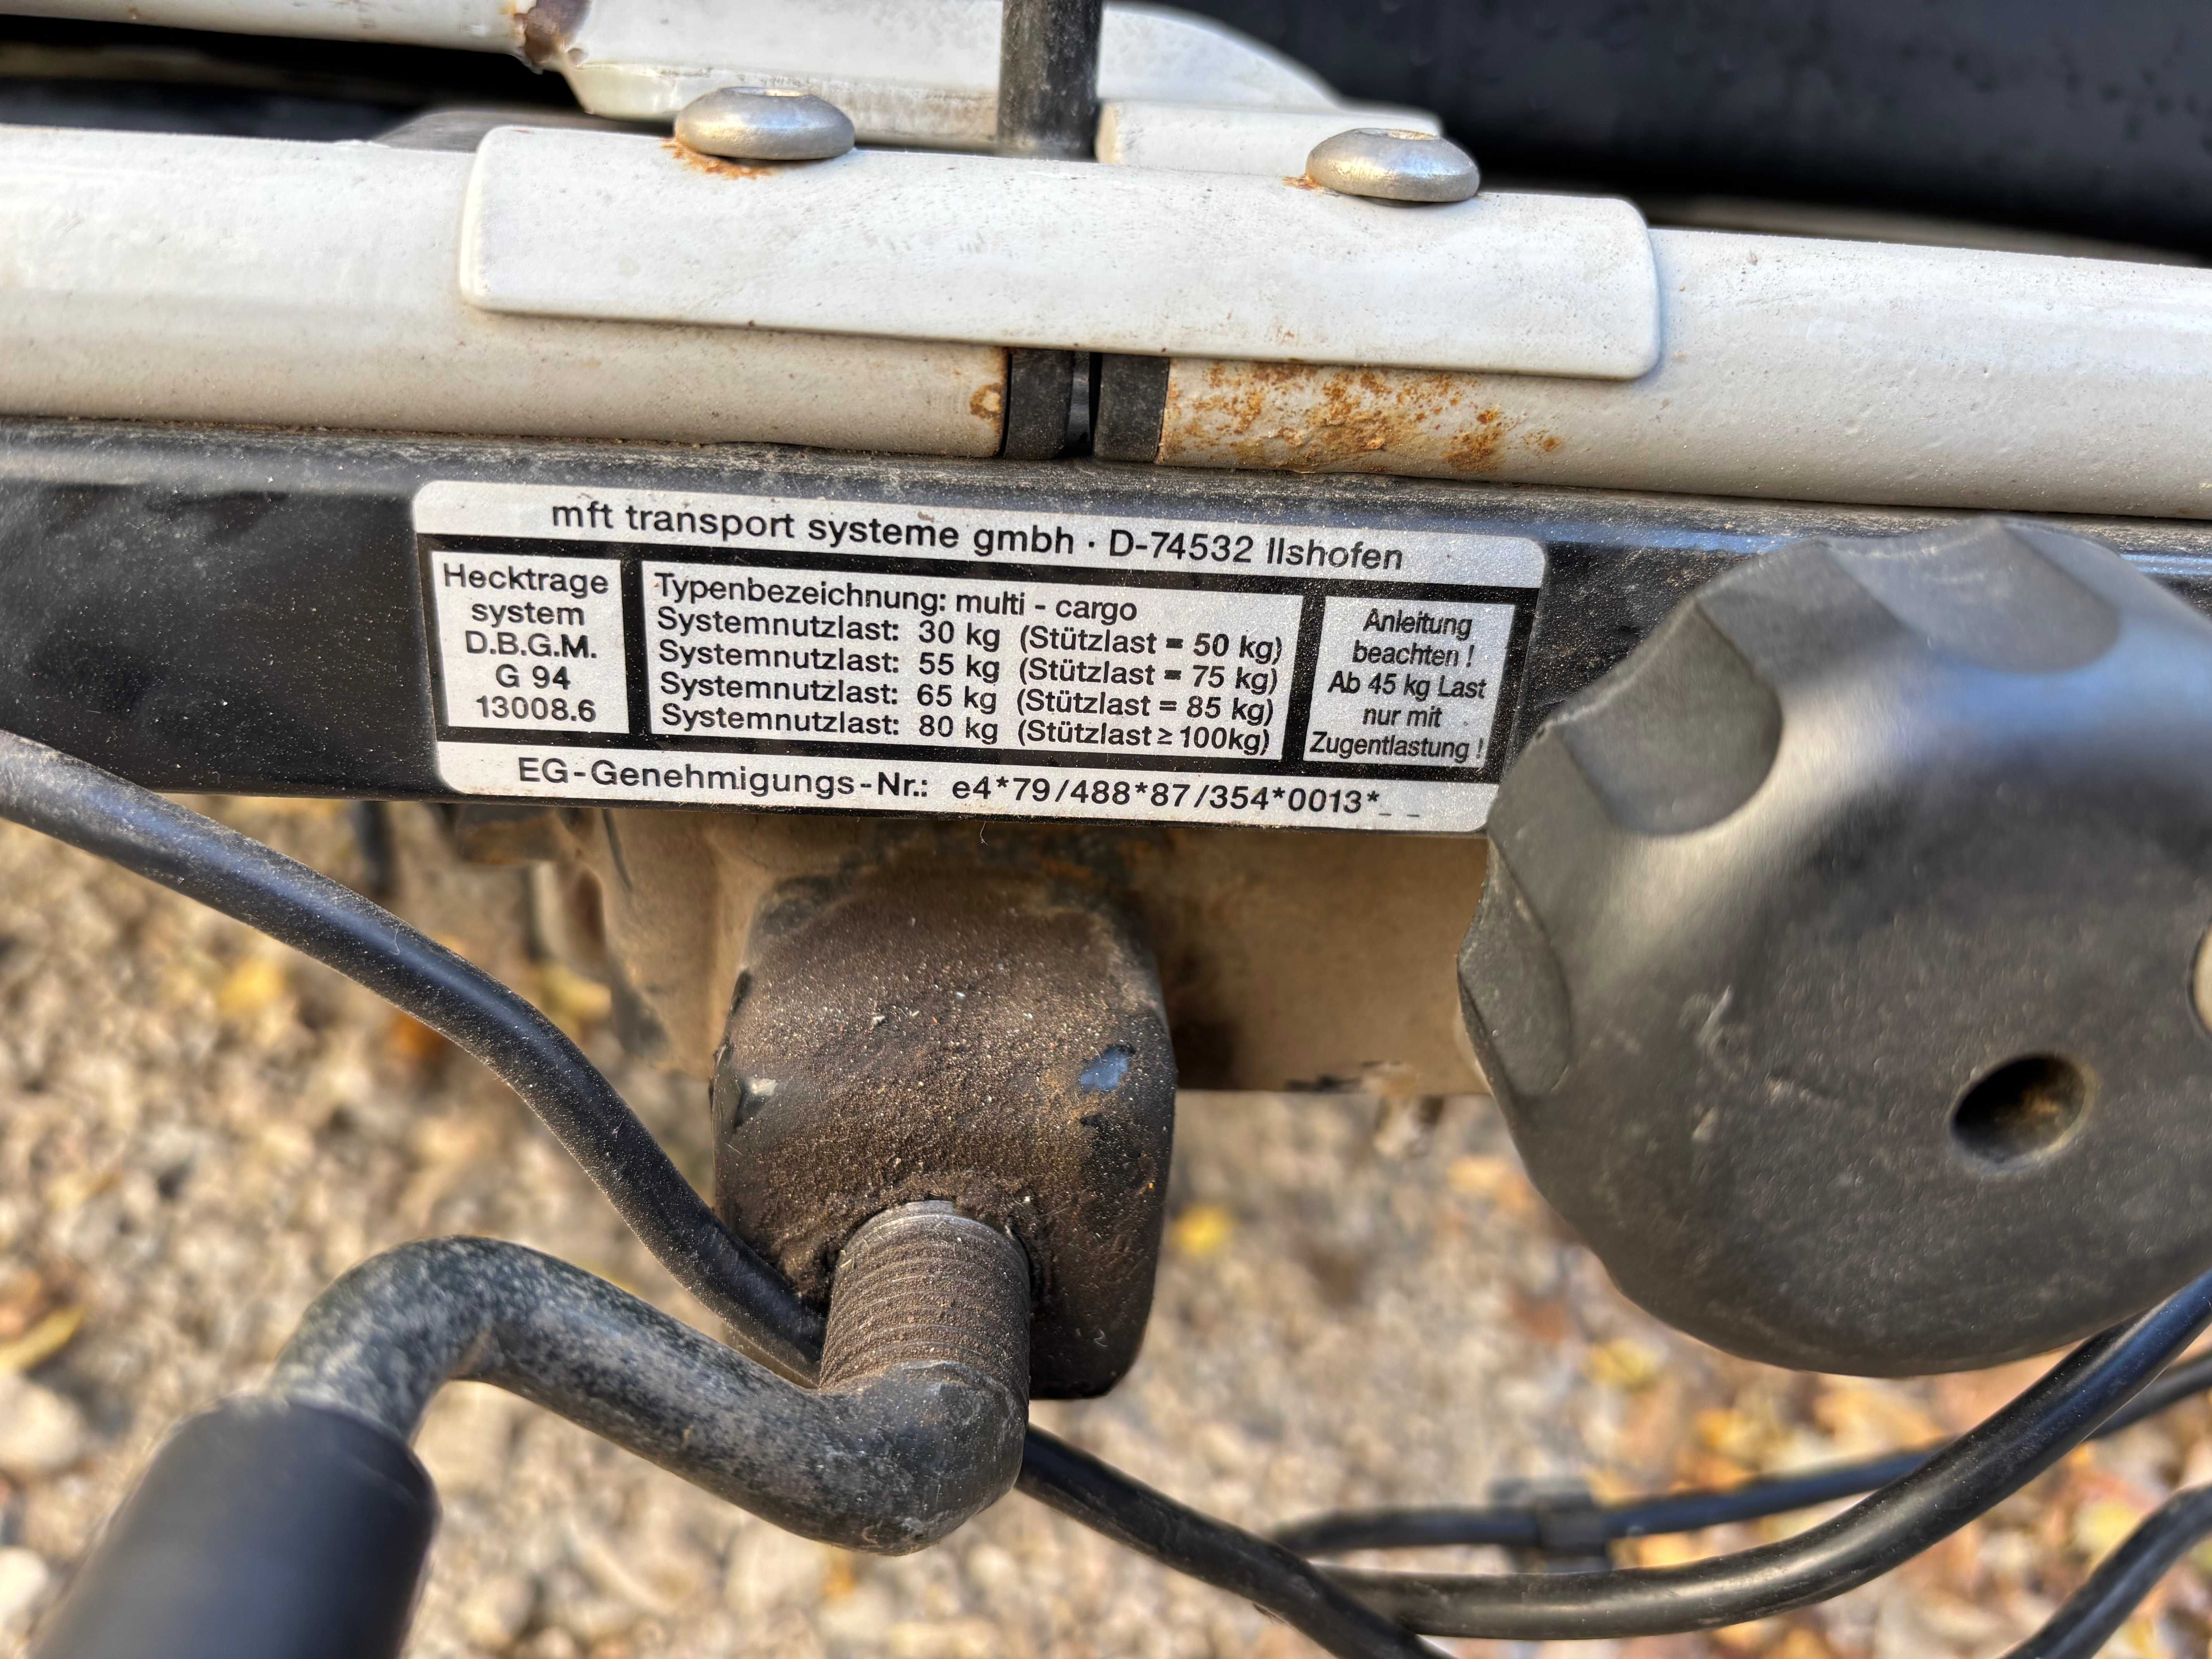 mft transport systeme gmbh · D-74532 Ilshofen
Hecktrage
system
D.B.G.M.
G 94
13008.6
Typenbezeichnung: multi - cargo
Systemnutzlast: 30 kg (Stützlast = 50 kg)
Systemnutzlast: 55 kg (Stützlast = 75 kg)
Systemnutzlast: 65 kg (Stützlast = 85 kg)
Systemnutzlast: 80 kg (Stützlast ≥ 100kg)
Anleitung
beachten !
Ab 45 kg Last
nur mit
Zugentlastung !
EG-Genehmigungs-Nr.: e4*79/488*87/354*0013*_ _